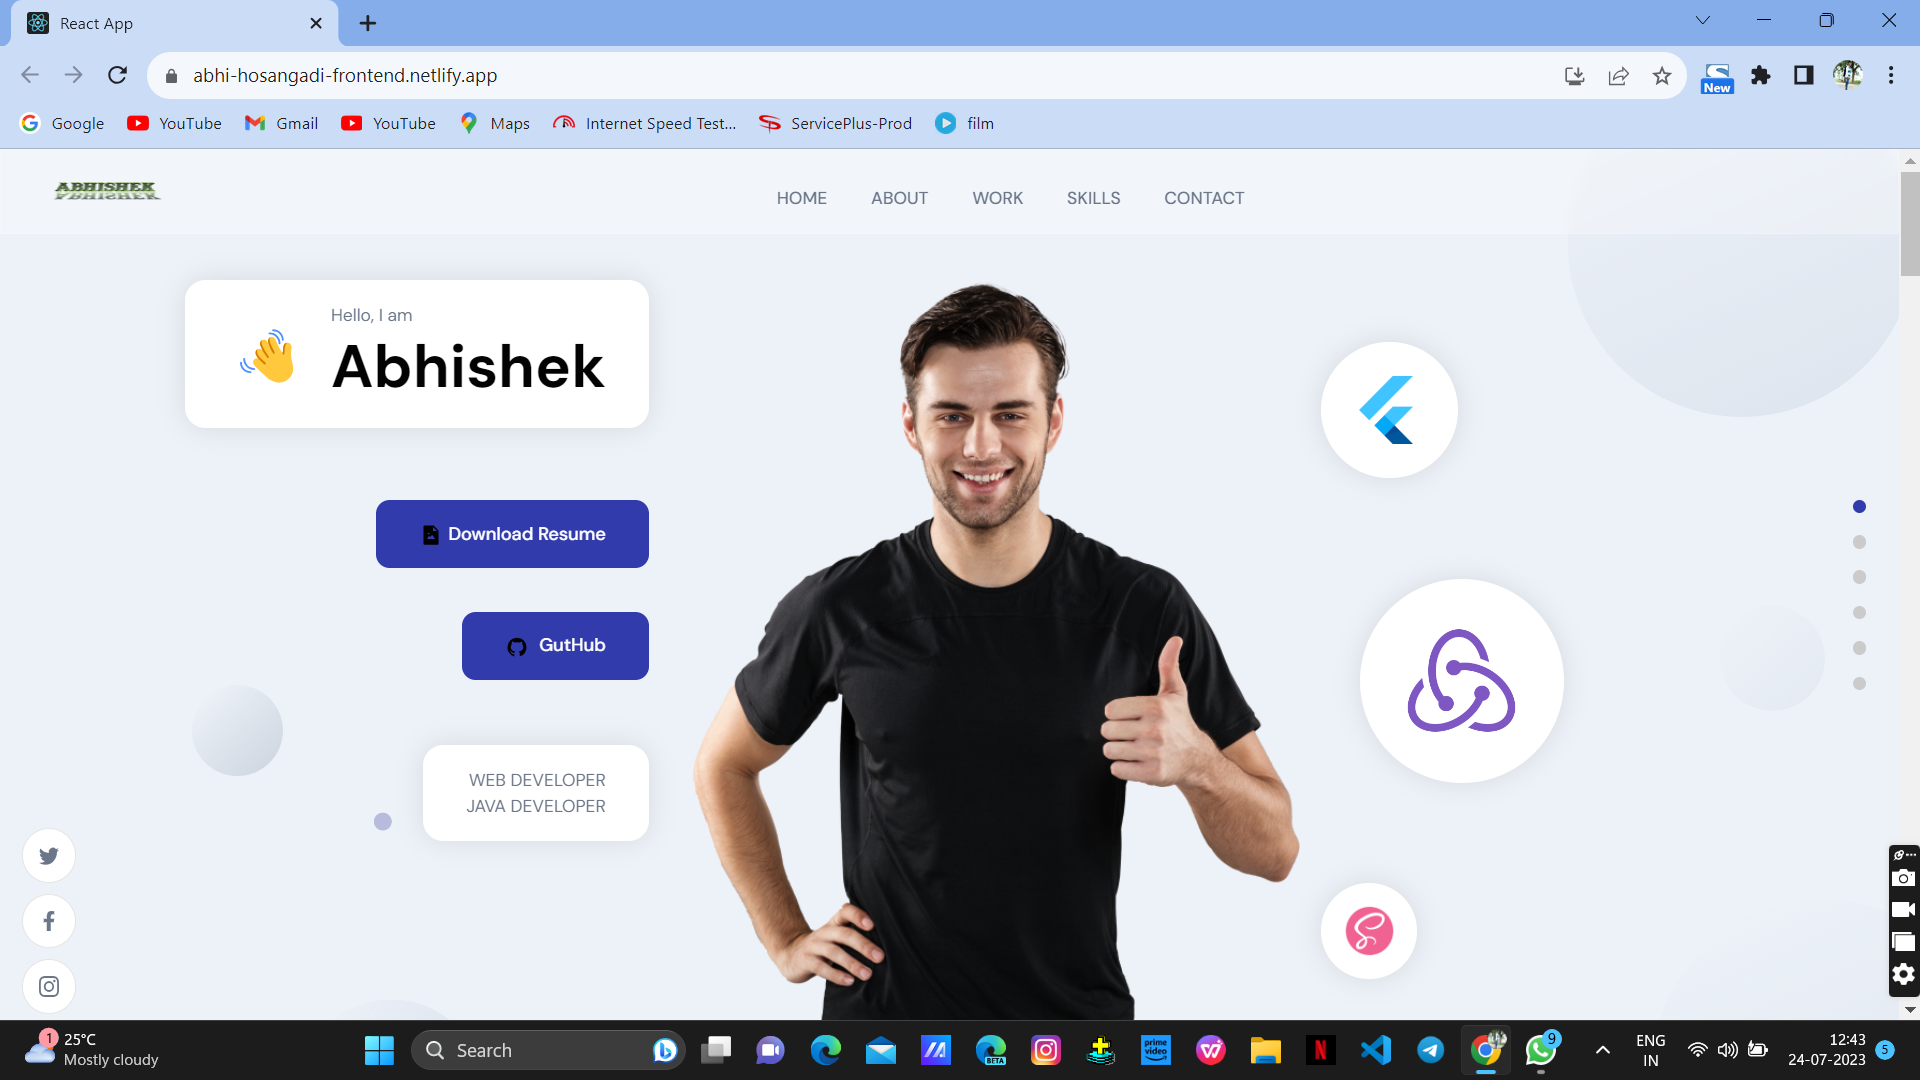 React App
abhi-hosangadi-frontend.netlify.app
New
Google
YouTube
Gmail
YouTube
Maps
Internet Speed Test...
ServicePlus-Prod
film
ABHISHEK
HOME
ABOUT
WORK
SKILLS
CONTACT
Hello, I am
Abhishek
Download Resume
GutHub
WEB DEVELOPER
JAVA DEVELOPER
1
25°C
Mostly cloudy
Search
BETA
prime
video
N
9
ENG
IN
12:43
24-07-2023
5